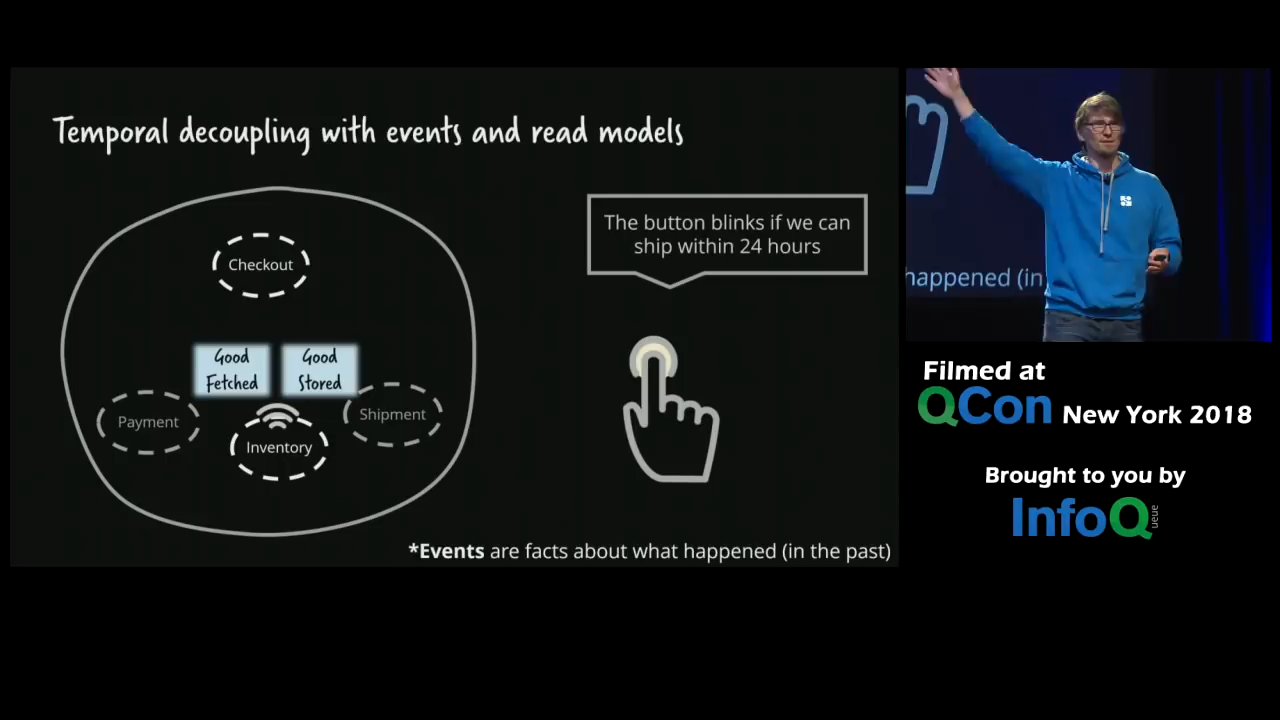 Temporal decoupling with events and read models
Checkout
Good
Fetched
Good
Stored
Payment
Inventory
Shipment
The button blinks if we can
ship within 24 hours
*Events are facts about what happened (in the past)
happened (in
Filmed at
QCon New York 2018
Brought to you by
InfoQueue